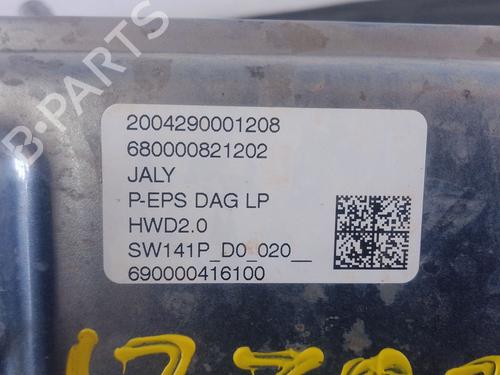 B-PARTS
2004290001208
680000821202
JALY
P-EPS DAG LP
HWD2.0
SW141P_D0_020__
690000416100